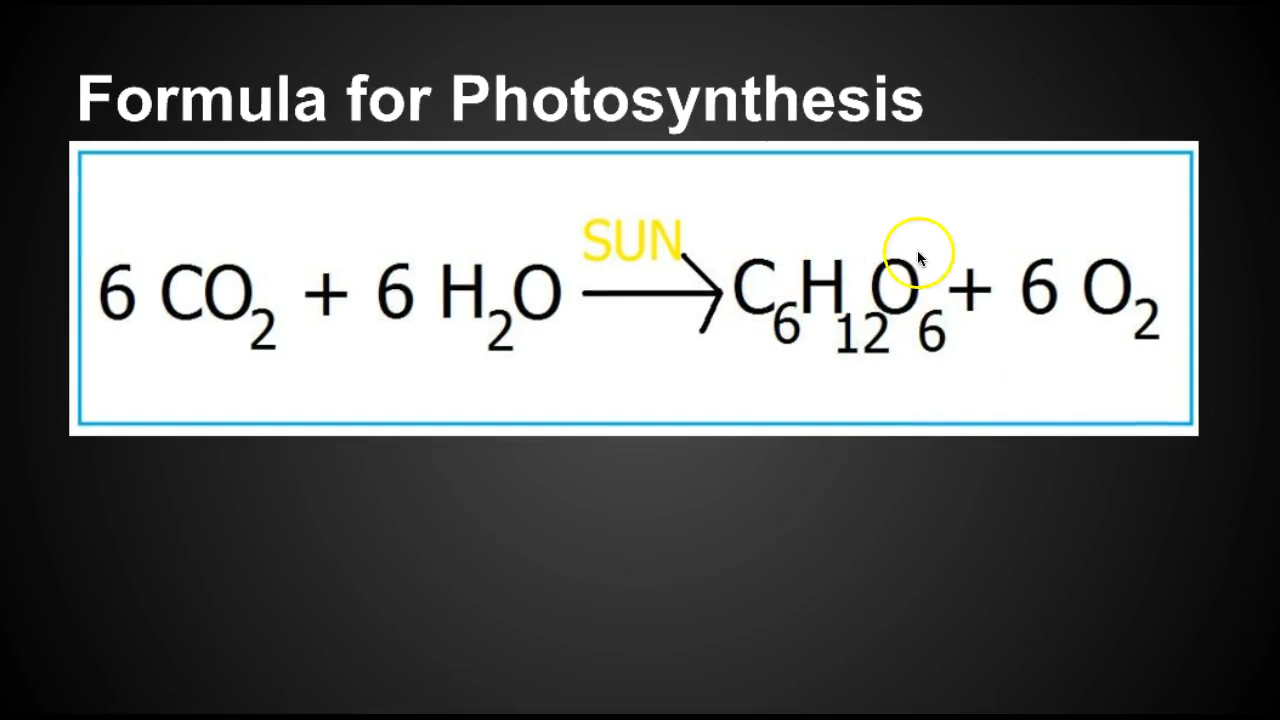 Formula for Photosynthesis
SUN
6 CO₂ + 6 H₂O → C₆H₁₂O₆ + 6 O₂